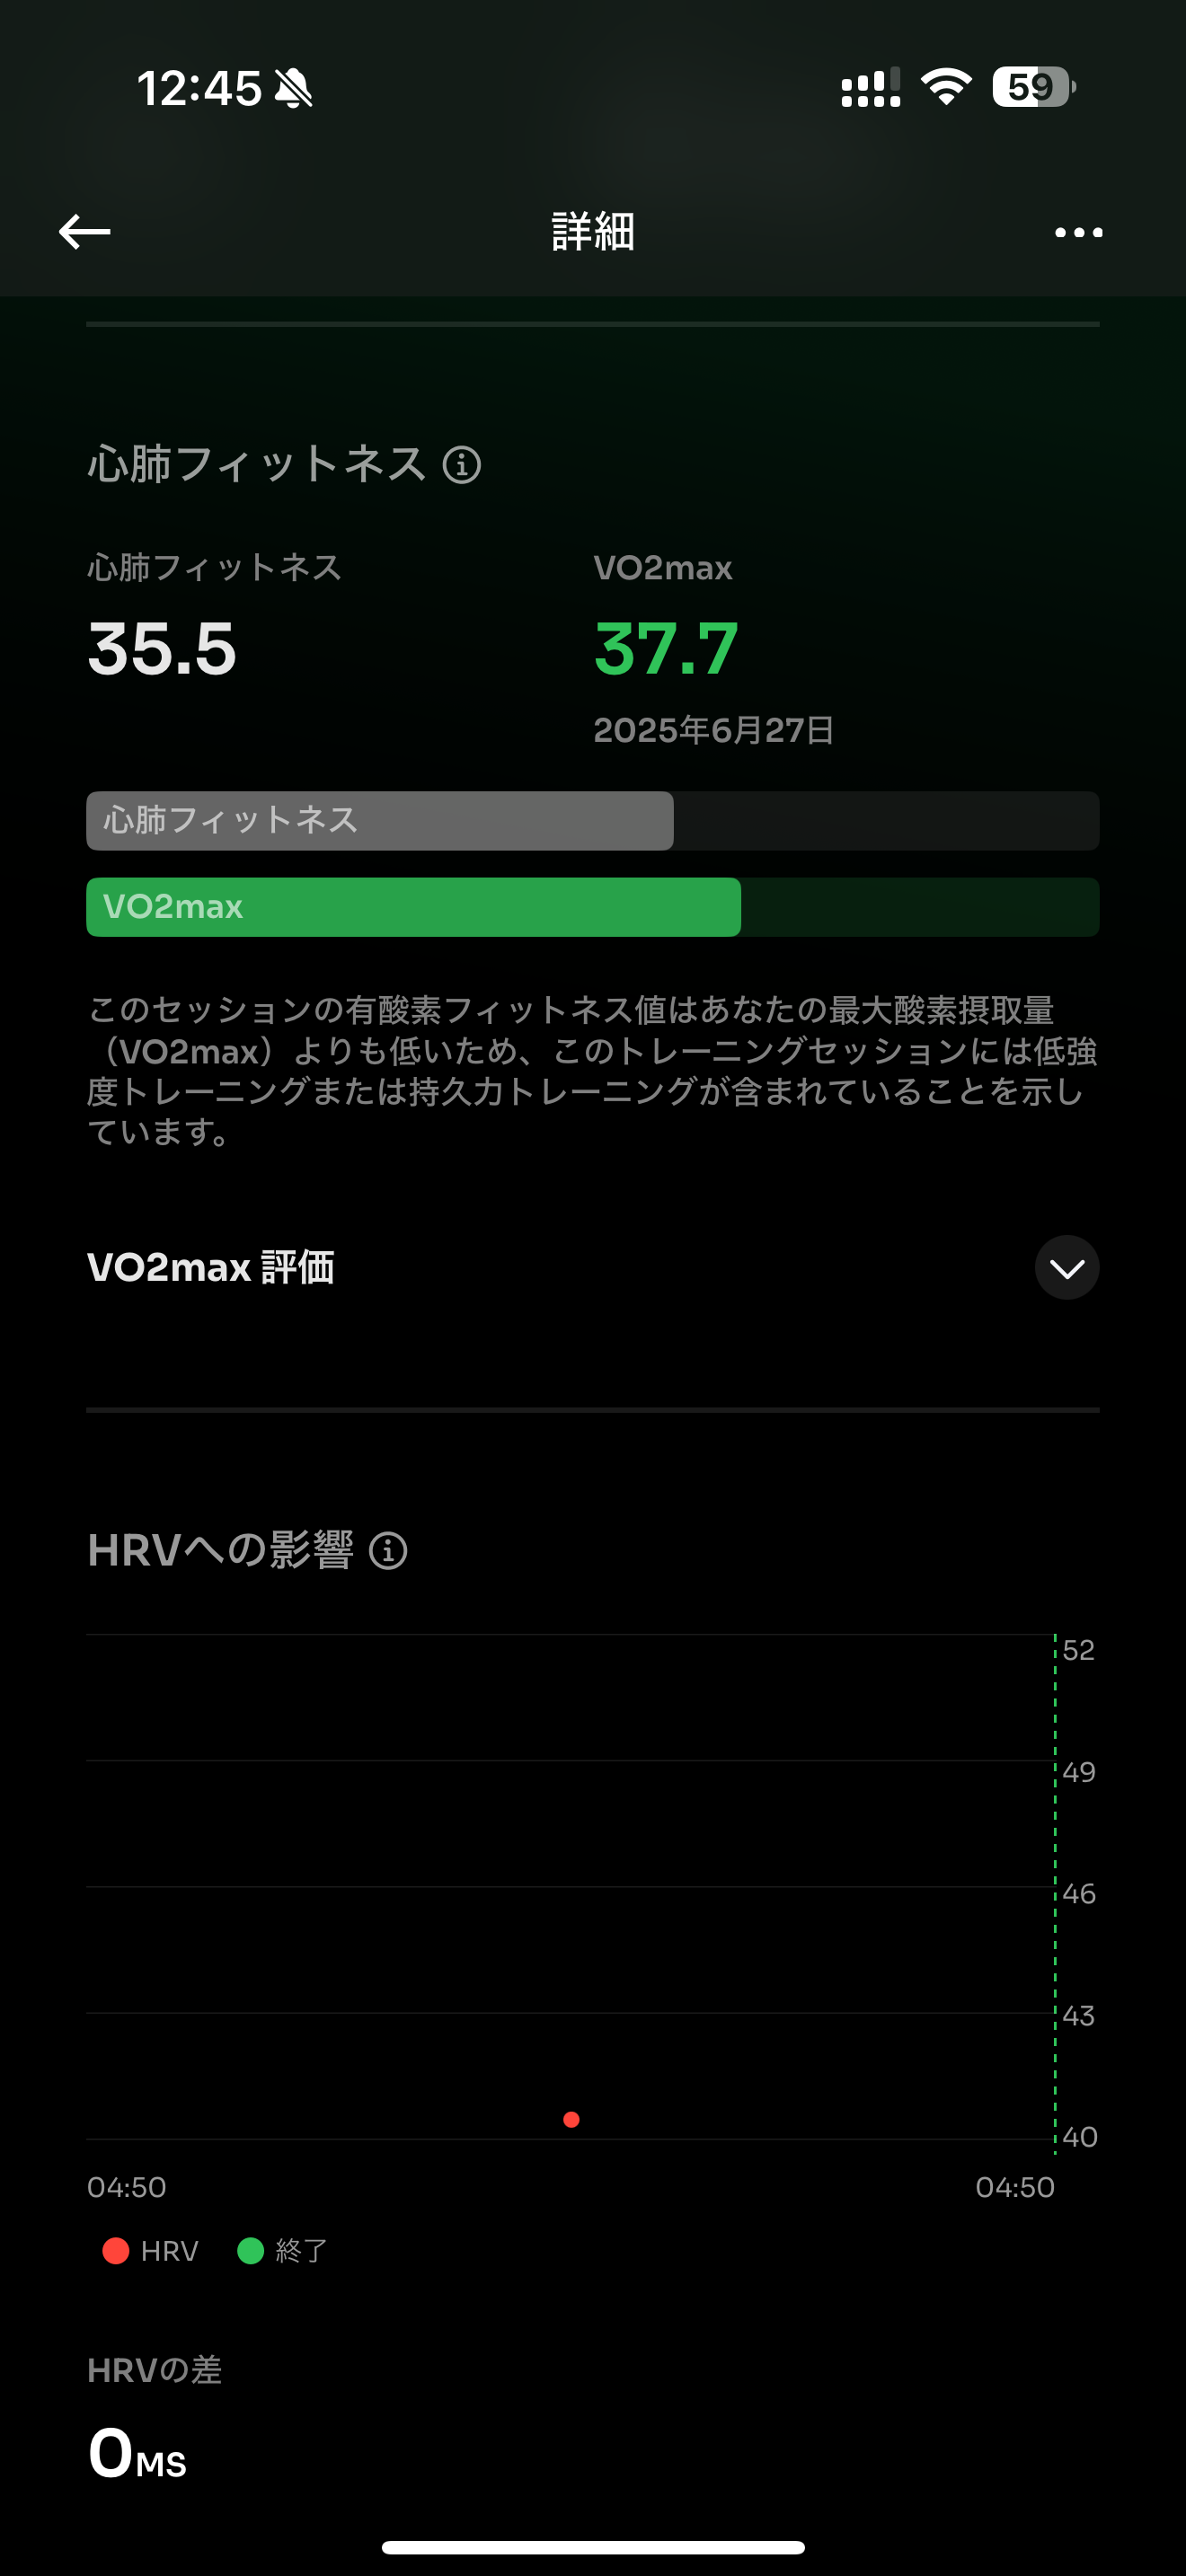 12:45
59
詳細
心肺フィットネス
心肺フィットネス
VO2max
35.5
37.7
2025年6月27日
心肺フィットネス
VO2max
このセッションの有酸素フィットネス値はあなたの最大酸素摂取量
（VO2max）よりも低いため、このトレーニングセッションには低強
度トレーニングまたは持久力トレーニングが含まれていることを示し
ています。
VO2max 評価
HRVへの影響
52
49
46
43
40
04:50
04:50
HRV
終了
HRVの差
0MS